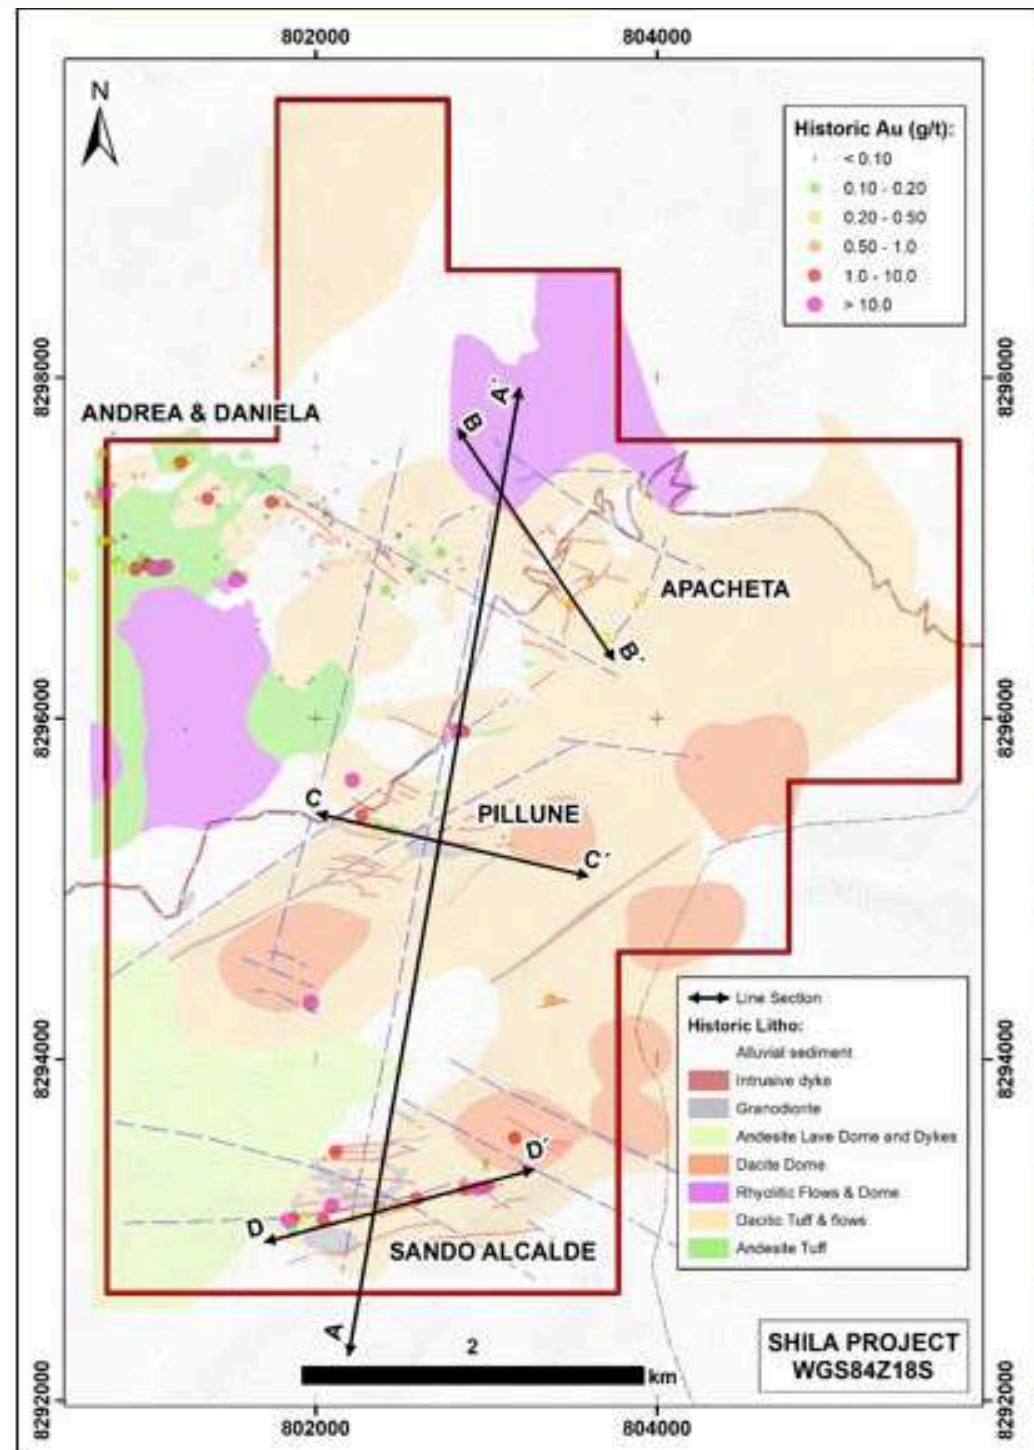 802000
804000
N
Historic Au (g/t):
< 0.10
0.10 - 0.20
0.20 - 0.50
0.50 - 1.0
1.0 - 10.0
> 10.0
8298000
8298000
ANDREA & DANIELA
A´
B
APACHETA
B´
8296000
8296000
C
PILLUNE
C´
Line Section
Historic Litho:
Alluvial sediment
Intrusive dyke
Granodiorite
Andesite Lave Dome and Dykes
Dacite Dome
Rhyolitic Flows & Dome
Dacitic Tuff & flows
Andesite Tuff
8294000
8294000
D´
D
SANDO ALCALDE
A
2
km
SHILA PROJECT
WGS84Z18S
8292000
8292000
802000
804000